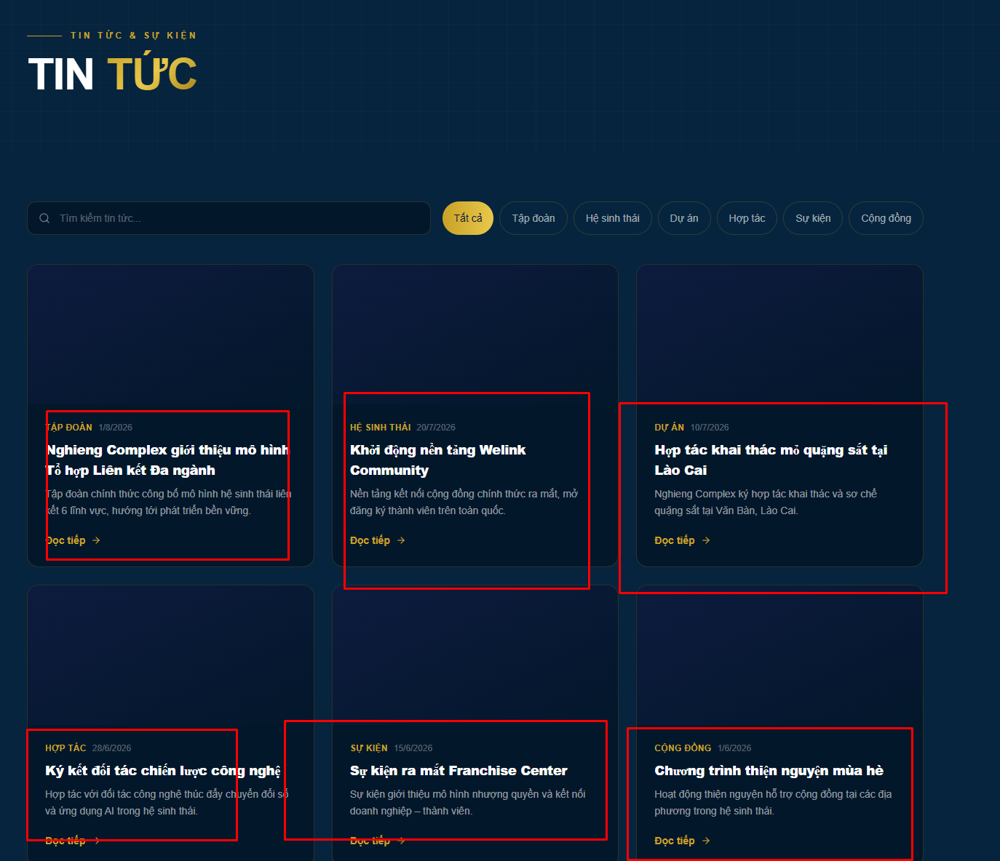 TIN TỨC & SỰ KIỆN
TIN TỨC
Tìm kiếm tin tức...
Tất cả
Tập đoàn
Hệ sinh thái
Dự án
Hợp tác
Sự kiện
Cộng đồng
TẬP ĐOÀN 1/8/2026
Nghieng Complex giới thiệu mô hình
Tổ hợp Liên kết Đa ngành
Tập đoàn chính thức công bố mô hình hệ sinh thái liên
kết 6 lĩnh vực, hướng tới phát triển bền vững.
Đọc tiếp →
HỆ SINH THÁI 20/7/2026
Khởi động nền tảng Welink
Community
Nền tảng kết nối cộng đồng chính thức ra mắt, mở
đăng ký thành viên trên toàn quốc.
Đọc tiếp →
DỰ ÁN 10/7/2026
Hợp tác khai thác mỏ quặng sắt tại
Lào Cai
Nghieng Complex ký hợp tác khai thác và sơ chế
quặng sắt tại Văn Bàn, Lào Cai.
Đọc tiếp →
HỢP TÁC 28/6/2026
Ký kết đối tác chiến lược công nghệ
Hợp tác với đối tác công nghệ thúc đẩy chuyển đổi số
và ứng dụng AI trong hệ sinh thái.
Đọc tiếp →
SỰ KIỆN 15/6/2026
Sự kiện ra mắt Franchise Center
Sự kiện giới thiệu mô hình nhượng quyền và kết nối
doanh nghiệp – thành viên.
Đọc tiếp →
CỘNG ĐỒNG 1/6/2026
Chương trình thiện nguyện mùa hè
Hoạt động thiện nguyện hỗ trợ cộng đồng tại các địa
phương trong hệ sinh thái.
Đọc tiếp →